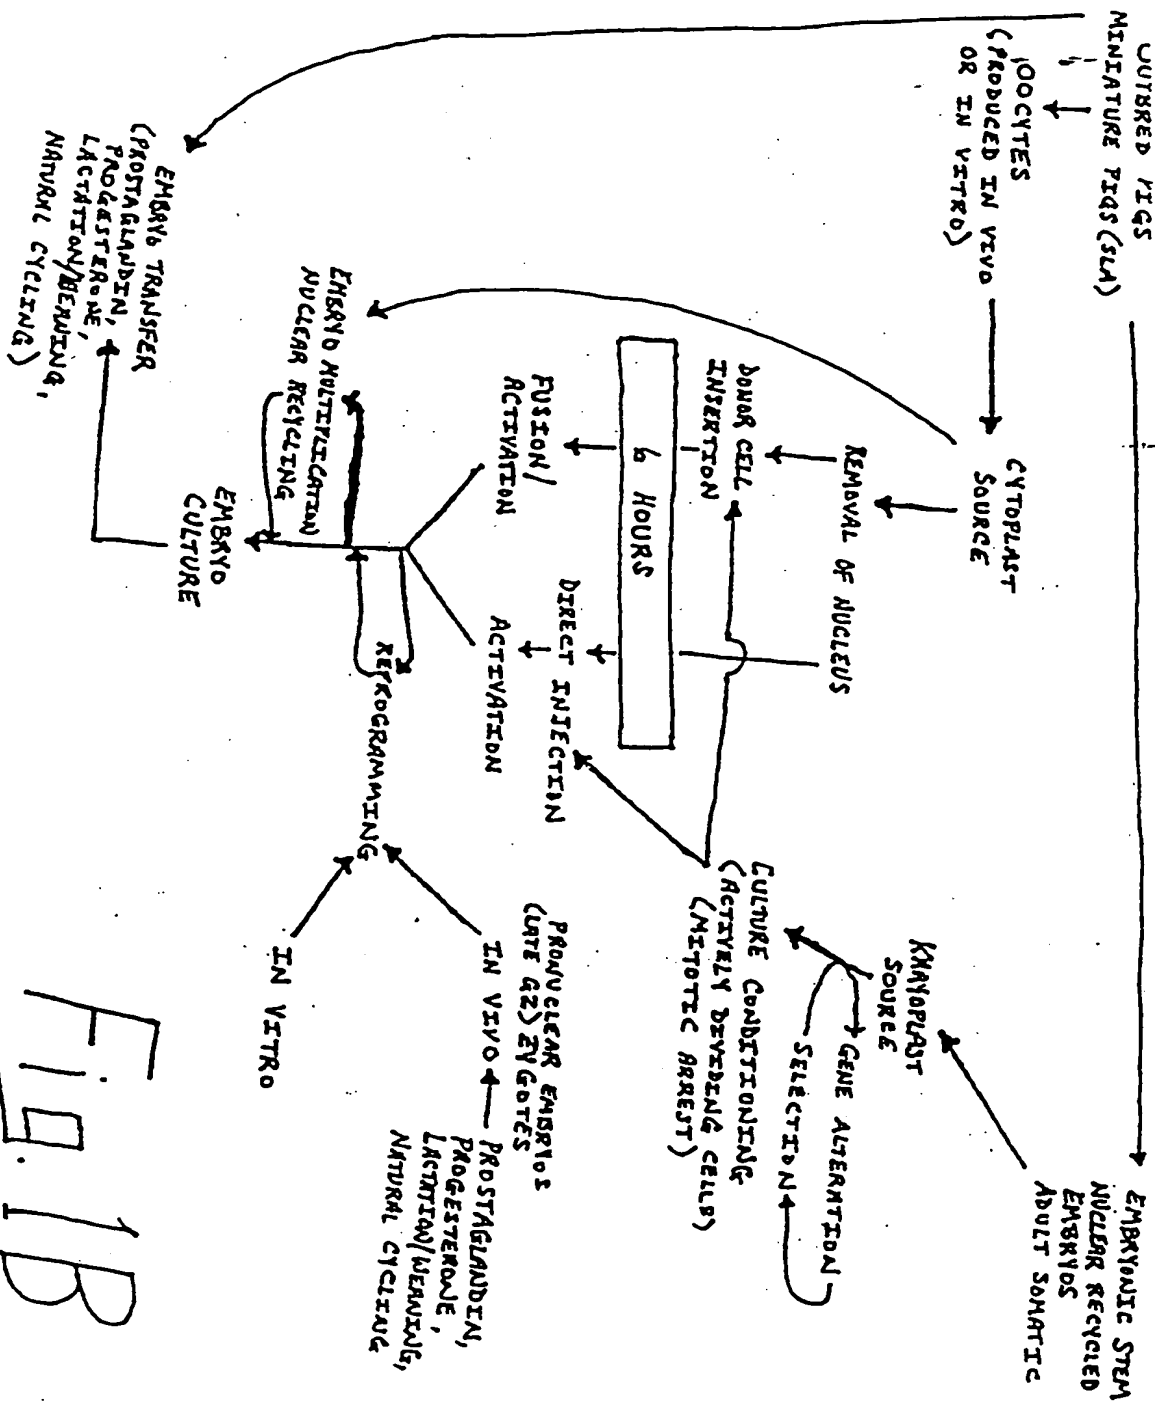 OUTBRED PIGS
MINIATURE PIGS (SLA)
OOCYTES
(PRODUCED IN VIVO
OR IN VITRO)
CYTOPLAST
SOURCE
REMOVAL OF NUCLEUS
DONOR CELL
INSERTION
6 HOURS
FUSION/
ACTIVATION
DIRECT INJECTION
ACTIVATION
EMBRYO MULTIPLICATION
NUCLEAR RECYCLING
EMBRYO
CULTURE
EMBRYO TRANSFER
(PROSTAGLANDIN,
PROGESTERONE,
LACTATION/WEANING,
NATURAL CYCLING)
EMBRYONIC STEM
NUCLEAR RECYCLED
EMBRYOS
ADULT SOMATIC
KARYOPLAST
SOURCE
GENE ALTERATION
SELECTION
CULTURE CONDITIONING
(ACTIVELY DIVIDING CELLS)
(MITOTIC ARREST)
REPROGRAMMING
PRONUCLEAR EMBRYOS
(LATE G2) ZYGOTES
IN VIVO
PROSTAGLANDIN,
PROGESTERONE,
LACTATION/WEANING,
NATURAL CYCLING
IN VITRO
Fig. 1B